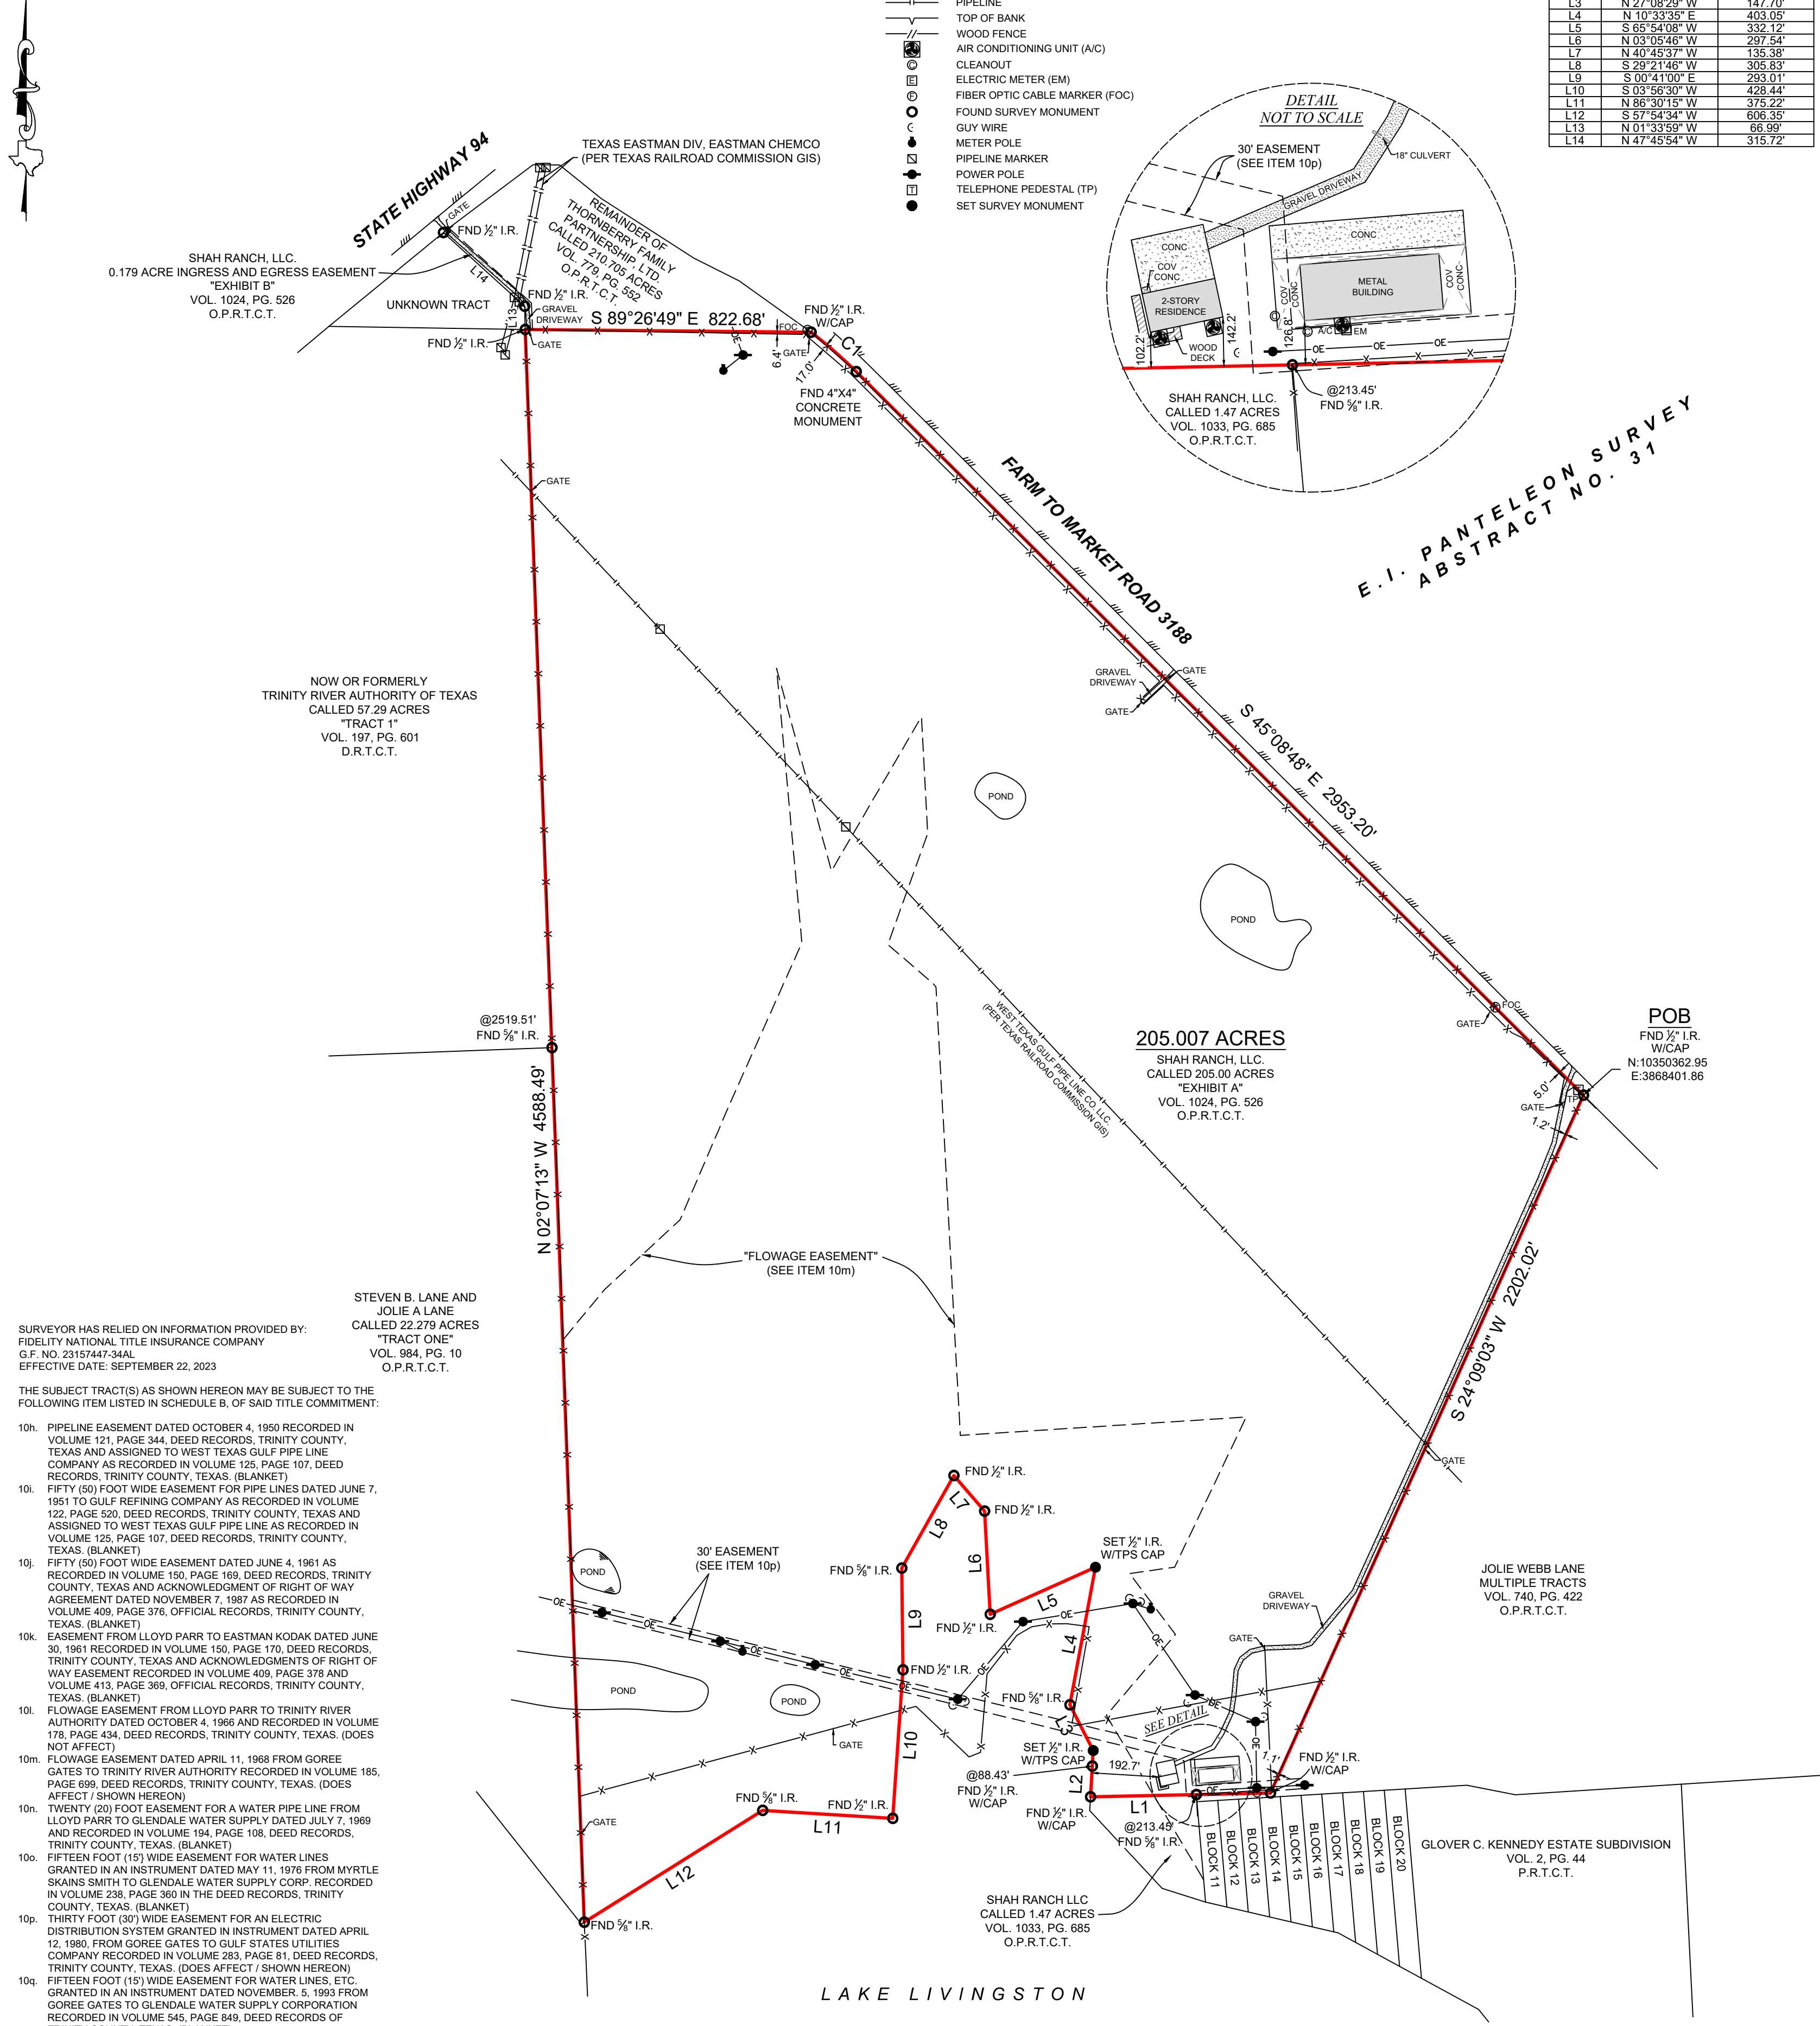 PIPELINE
TOP OF BANK
WOOD FENCE
AIR CONDITIONING UNIT (A/C)
CLEANOUT
ELECTRIC METER (EM)
FIBER OPTIC CABLE MARKER (FOC)
FOUND SURVEY MONUMENT
GUY WIRE
METER POLE
PIPELINE MARKER
POWER POLE
TELEPHONE PEDESTAL (TP)
SET SURVEY MONUMENT
L3 N 27°08'29" W 147.70'
L4 N 10°33'35" E 403.05'
L5 S 65°54'08" W 332.12'
L6 N 03°05'46" W 297.54'
L7 N 40°45'37" W 135.38'
L8 S 29°21'46" W 305.83'
L9 S 00°41'00" E 293.01'
L10 S 03°56'30" W 428.44'
L11 N 86°30'15" W 375.22'
L12 S 57°54'34" W 606.35'
L13 N 01°33'59" W 66.99'
L14 N 47°45'54" W 315.72'
DETAIL
NOT TO SCALE
30' EASEMENT
(SEE ITEM 10p)
18" CULVERT
GRAVEL DRIVEWAY
CONC
COV
CONC
2-STORY
RESIDENCE
WOOD
DECK
102.2'
142.2'
126.8'
CONC
COV
CONC
METAL
BUILDING
COV
CONC
A/C
EM
OE
OE
@213.45'
FND ⅝" I.R.
SHAH RANCH, LLC.
CALLED 1.47 ACRES
VOL. 1033, PG. 685
O.P.R.T.C.T.
E.I. PANTELEON SURVEY
ABSTRACT NO. 31
STATE HIGHWAY 94
TEXAS EASTMAN DIV, EASTMAN CHEMCO
(PER TEXAS RAILROAD COMMISSION GIS)
REMAINDER OF
THORNBERRY FAMILY
PARTNERSHIP, LTD.
CALLED 210.705 ACRES
VOL. 779, PG. 552
O.P.R.T.C.T.
GATE
FND ½" I.R.
SHAH RANCH, LLC.
0.179 ACRE INGRESS AND EGRESS EASEMENT
"EXHIBIT B"
VOL. 1024, PG. 526
O.P.R.T.C.T.
L14
UNKNOWN TRACT
FND ½" I.R.
L13
GRAVEL
DRIVEWAY
S 89°26'49" E 822.68'
FND ½" I.R.
GATE
FOC
FND ½" I.R.
W/CAP
C1
OE
6.4'
GATE
17.0'
FND 4"X4"
CONCRETE
MONUMENT
FARM TO MARKET ROAD 3188
GATE
NOW OR FORMERLY
TRINITY RIVER AUTHORITY OF TEXAS
CALLED 57.29 ACRES
"TRACT 1"
VOL. 197, PG. 601
D.R.T.C.T.
GRAVEL
DRIVEWAY
GATE
GATE
S 45°08'48" E 2953.20'
POND
POND
@2519.51'
FND ⅝" I.R.
N 02°07'13" W 4588.49'
WEST TEXAS GULF PIPE LINE CO, LLC.
(PER TEXAS RAILROAD COMMISSION GIS)
205.007 ACRES
SHAH RANCH, LLC.
CALLED 205.00 ACRES
"EXHIBIT A"
VOL. 1024, PG. 526
O.P.R.T.C.T.
FOC
GATE
POB
FND ½" I.R.
W/CAP
N:10350362.95
E:3868401.86
5.0'
TP
GATE
1.2'
S 24°09'03" W 2202.02'
"FLOWAGE EASEMENT"
(SEE ITEM 10m)
STEVEN B. LANE AND
JOLIE A LANE
CALLED 22.279 ACRES
"TRACT ONE"
VOL. 984, PG. 10
O.P.R.T.C.T.
SURVEYOR HAS RELIED ON INFORMATION PROVIDED BY:
FIDELITY NATIONAL TITLE INSURANCE COMPANY
G.F. NO. 23157447-34AL
EFFECTIVE DATE: SEPTEMBER 22, 2023
THE SUBJECT TRACT(S) AS SHOWN HEREON MAY BE SUBJECT TO THE
FOLLOWING ITEM LISTED IN SCHEDULE B, OF SAID TITLE COMMITMENT:
10h. PIPELINE EASEMENT DATED OCTOBER 4, 1950 RECORDED IN
VOLUME 121, PAGE 344, DEED RECORDS, TRINITY COUNTY,
TEXAS AND ASSIGNED TO WEST TEXAS GULF PIPE LINE
COMPANY AS RECORDED IN VOLUME 125, PAGE 107, DEED
RECORDS, TRINITY COUNTY, TEXAS. (BLANKET)
10i. FIFTY (50) FOOT WIDE EASEMENT FOR PIPE LINES DATED JUNE 7,
1951 TO GULF REFINING COMPANY AS RECORDED IN VOLUME
122, PAGE 520, DEED RECORDS, TRINITY COUNTY, TEXAS AND
ASSIGNED TO WEST TEXAS GULF PIPE LINE AS RECORDED IN
VOLUME 125, PAGE 107, DEED RECORDS, TRINITY COUNTY,
TEXAS. (BLANKET)
10j. FIFTY (50) FOOT WIDE EASEMENT DATED JUNE 4, 1961 AS
RECORDED IN VOLUME 150, PAGE 169, DEED RECORDS, TRINITY
COUNTY, TEXAS AND ACKNOWLEDGMENT OF RIGHT OF WAY
AGREEMENT DATED NOVEMBER 7, 1987 AS RECORDED IN
VOLUME 409, PAGE 376, OFFICIAL RECORDS, TRINITY COUNTY,
TEXAS. (BLANKET)
10k. EASEMENT FROM LLOYD PARR TO EASTMAN KODAK DATED JUNE
30, 1961 RECORDED IN VOLUME 150, PAGE 170, DEED RECORDS,
TRINITY COUNTY, TEXAS AND ACKNOWLEDGMENTS OF RIGHT OF
WAY EASEMENT RECORDED IN VOLUME 409, PAGE 378 AND
VOLUME 413, PAGE 369, OFFICIAL RECORDS, TRINITY COUNTY,
TEXAS. (BLANKET)
10l. FLOWAGE EASEMENT FROM LLOYD PARR TO TRINITY RIVER
AUTHORITY DATED OCTOBER 4, 1966 AND RECORDED IN VOLUME
178, PAGE 434, DEED RECORDS, TRINITY COUNTY, TEXAS. (DOES
NOT AFFECT)
10m. FLOWAGE EASEMENT DATED APRIL 11, 1968 FROM GOREE
GATES TO TRINITY RIVER AUTHORITY RECORDED IN VOLUME 185,
PAGE 699, DEED RECORDS, TRINITY COUNTY, TEXAS. (DOES
AFFECT / SHOWN HEREON)
10n. TWENTY (20) FOOT EASEMENT FOR A WATER PIPE LINE FROM
LLOYD PARR TO GLENDALE WATER SUPPLY DATED JULY 7, 1969
AND RECORDED IN VOLUME 194, PAGE 108, DEED RECORDS,
TRINITY COUNTY, TEXAS. (BLANKET)
10o. FIFTEEN FOOT (15'} WIDE EASEMENT FOR WATER LINES
GRANTED IN AN INSTRUMENT DATED MAY 11, 1976 FROM MYRTLE
SKAINS SMITH TO GLENDALE WATER SUPPLY CORP. RECORDED
IN VOLUME 238, PAGE 360 IN THE DEED RECORDS, TRINITY
COUNTY, TEXAS. (BLANKET)
10p. THIRTY FOOT (30') WIDE EASEMENT FOR AN ELECTRIC
DISTRIBUTION SYSTEM GRANTED IN INSTRUMENT DATED APRIL
12, 1980, FROM GOREE GATES TO GULF STATES UTILITIES
COMPANY RECORDED IN VOLUME 283, PAGE 81, DEED RECORDS,
TRINITY COUNTY, TEXAS. (DOES AFFECT / SHOWN HEREON)
10q. FIFTEEN FOOT (15') WIDE EASEMENT FOR WATER LINES, ETC.
GRANTED IN AN INSTRUMENT DATED NOVEMBER. 5, 1993 FROM
GOREE GATES TO GLENDALE WATER SUPPLY CORPORATION
RECORDED IN VOLUME 545, PAGE 849, DEED RECORDS OF
GATE
FND ½" I.R.
L7
FND ½" I.R.
L8
L6
FND ⅝" I.R.
SET ½" I.R.
W/TPS CAP
L5
FND ½" I.R.
L9
L4
30' EASEMENT
(SEE ITEM 10p)
POND
OE
OE
OE
OE
OE
OE
OE
OE
OE
POND
POND
FND ½" I.R.
FND ⅝" I.R.
L3
L10
GATE
SET ½" I.R.
W/TPS CAP
@88.43'
FND ½" I.R.
W/CAP
L2
192.7'
FND ½" I.R.
W/CAP
L1
@213.45'
FND ⅝" I.R.
SEE DETAIL
GATE
GRAVEL
DRIVEWAY
JOLIE WEBB LANE
MULTIPLE TRACTS
VOL. 740, PG. 422
O.P.R.T.C.T.
1.1'
FND ½" I.R.
W/CAP
FND ⅝" I.R.
FND ½" I.R.
L11
GATE
L12
FND ⅝" I.R.
BLOCK 11
BLOCK 12
BLOCK 13
BLOCK 14
BLOCK 15
BLOCK 16
BLOCK 17
BLOCK 18
BLOCK 19
BLOCK 20
GLOVER C. KENNEDY ESTATE SUBDIVISION
VOL. 2, PG. 44
P.R.T.C.T.
SHAH RANCH LLC
CALLED 1.47 ACRES
VOL. 1033, PG. 685
O.P.R.T.C.T.
LAKE LIVINGSTON